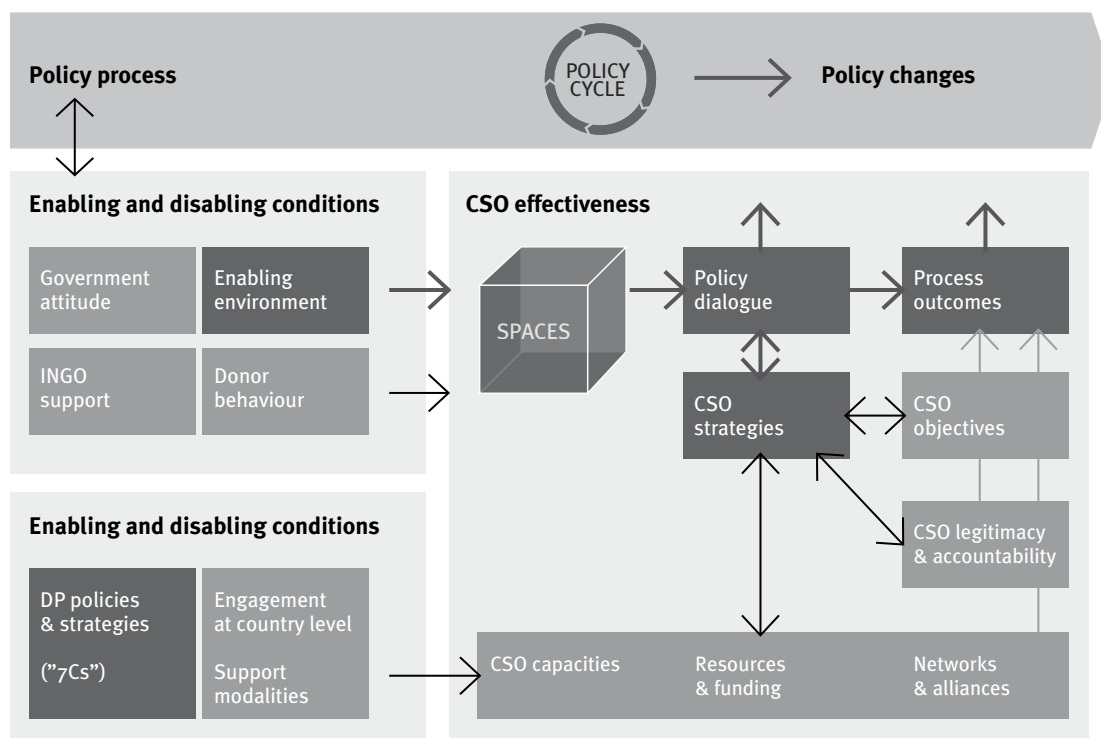 Policy process
POLICY
CYCLE
Policy changes
Enabling and disabling conditions
Government
attitude
Enabling
environment
INGO
support
Donor
behaviour
CSO effectiveness
SPACES
Policy
dialogue
Process
outcomes
CSO
strategies
CSO
objectives
CSO legitimacy
& accountability
Enabling and disabling conditions
DP policies
& strategies
("7Cs")
Engagement
at country level
Support
modalities
CSO capacities
Resources
& funding
Networks
& alliances